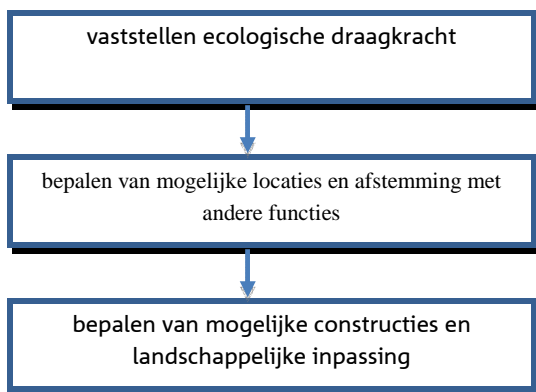 vaststellen ecologische draagkracht
bepalen van mogelijke locaties en afstemming met
andere functies
bepalen van mogelijke constructies en
landschappelijke inpassing